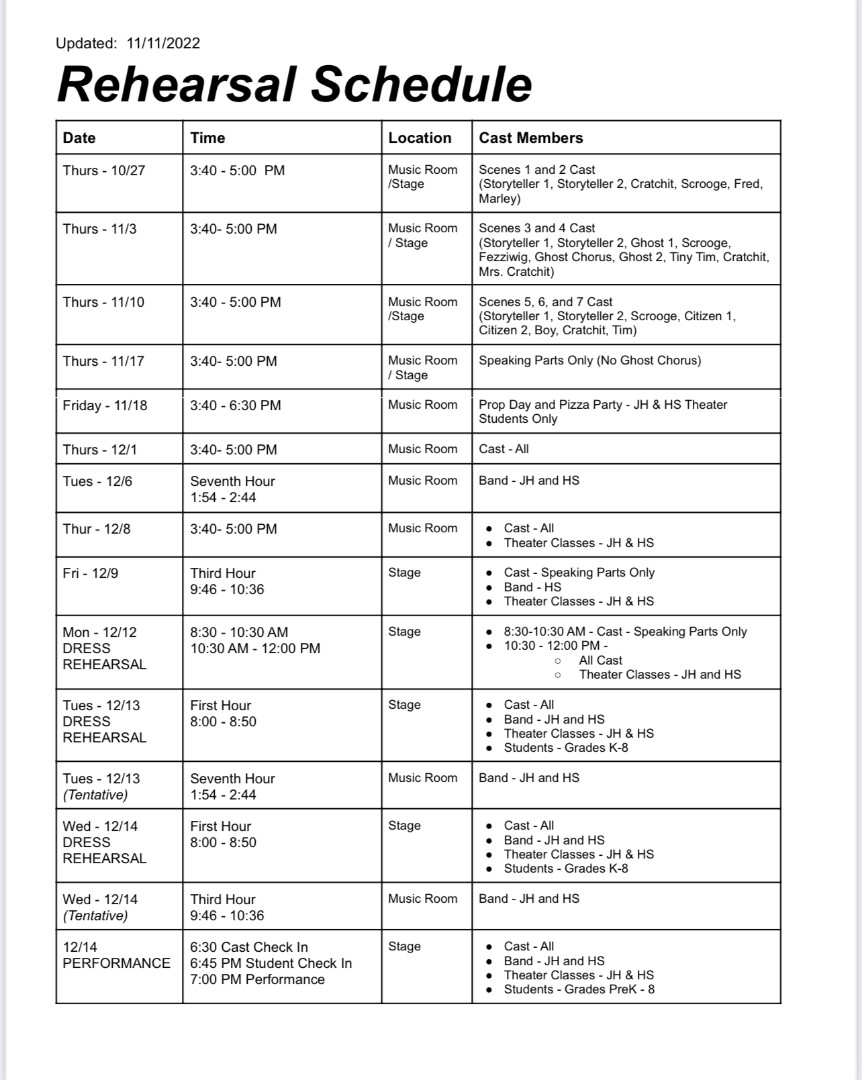 Updated:  11/11/2022
Rehearsal Schedule
Date Time Location Cast Members
Thurs - 10/27 3:40 - 5:00  PM Music Room Scenes 1 and 2 Cast
/Stage (Storyteller 1, Storyteller 2, Cratchit, Scrooge, Fred,
Marley)
Thurs - 11/3 3:40- 5:00 PM Music Room Scenes 3 and 4 Cast
/ Stage (Storyteller 1, Storyteller 2, Ghost 1, Scrooge,
Fezziwig, Ghost Chorus, Ghost 2, Tiny Tim, Cratchit,
Mrs. Cratchit)
Thurs - 11/10 3:40 - 5:00 PM Music Room Scenes 5, 6, and 7 Cast
/Stage (Storyteller 1, Storyteller 2, Scrooge, Citizen 1,
Citizen 2, Boy, Cratchit, Tim)
Thurs - 11/17 3:40- 5:00 PM Music Room Speaking Parts Only (No Ghost Chorus)
/ Stage
Friday - 11/18 3:40 - 6:30 PM Music Room Prop Day and Pizza Party - JH & HS Theater
Students Only
Thurs - 12/1 3:40- 5:00 PM Music Room Cast - All
Tues - 12/6 Seventh Hour Music Room Band - JH and HS
1:54 - 2:44
Thur - 12/8 3:40- 5:00 PM Music Room ● Cast - All
● Theater Classes - JH & HS
Fri - 12/9 Third Hour Stage ● Cast - Speaking Parts Only
9:46 - 10:36 ● Band - HS
● Theater Classes - JH & HS
Mon - 12/12 8:30 - 10:30 AM Stage ● 8:30-10:30 AM - Cast - Speaking Parts Only
DRESS 10:30 AM - 12:00 PM ● 10:30 - 12:00 PM -
REHEARSAL ○ All Cast
○ Theater Classes - JH and HS
Tues - 12/13 First Hour Stage ● Cast - All
DRESS 8:00 - 8:50 ● Band - JH and HS
REHEARSAL ● Theater Classes - JH & HS
● Students - Grades K-8
Tues - 12/13 Seventh Hour Music Room Band - JH and HS
(Tentative) 1:54 - 2:44
Wed - 12/14 First Hour Stage ● Cast - All
DRESS 8:00 - 8:50 ● Band - JH and HS
REHEARSAL ● Theater Classes - JH & HS
● Students - Grades K-8
Wed - 12/14 Third Hour Music Room Band - JH and HS
(Tentative) 9:46 - 10:36
12/14 6:30 Cast Check In Stage ● Cast - All
PERFORMANCE 6:45 PM Student Check In ● Band - JH and HS
7:00 PM Performance ● Theater Classes - JH & HS
● Students - Grades PreK - 8